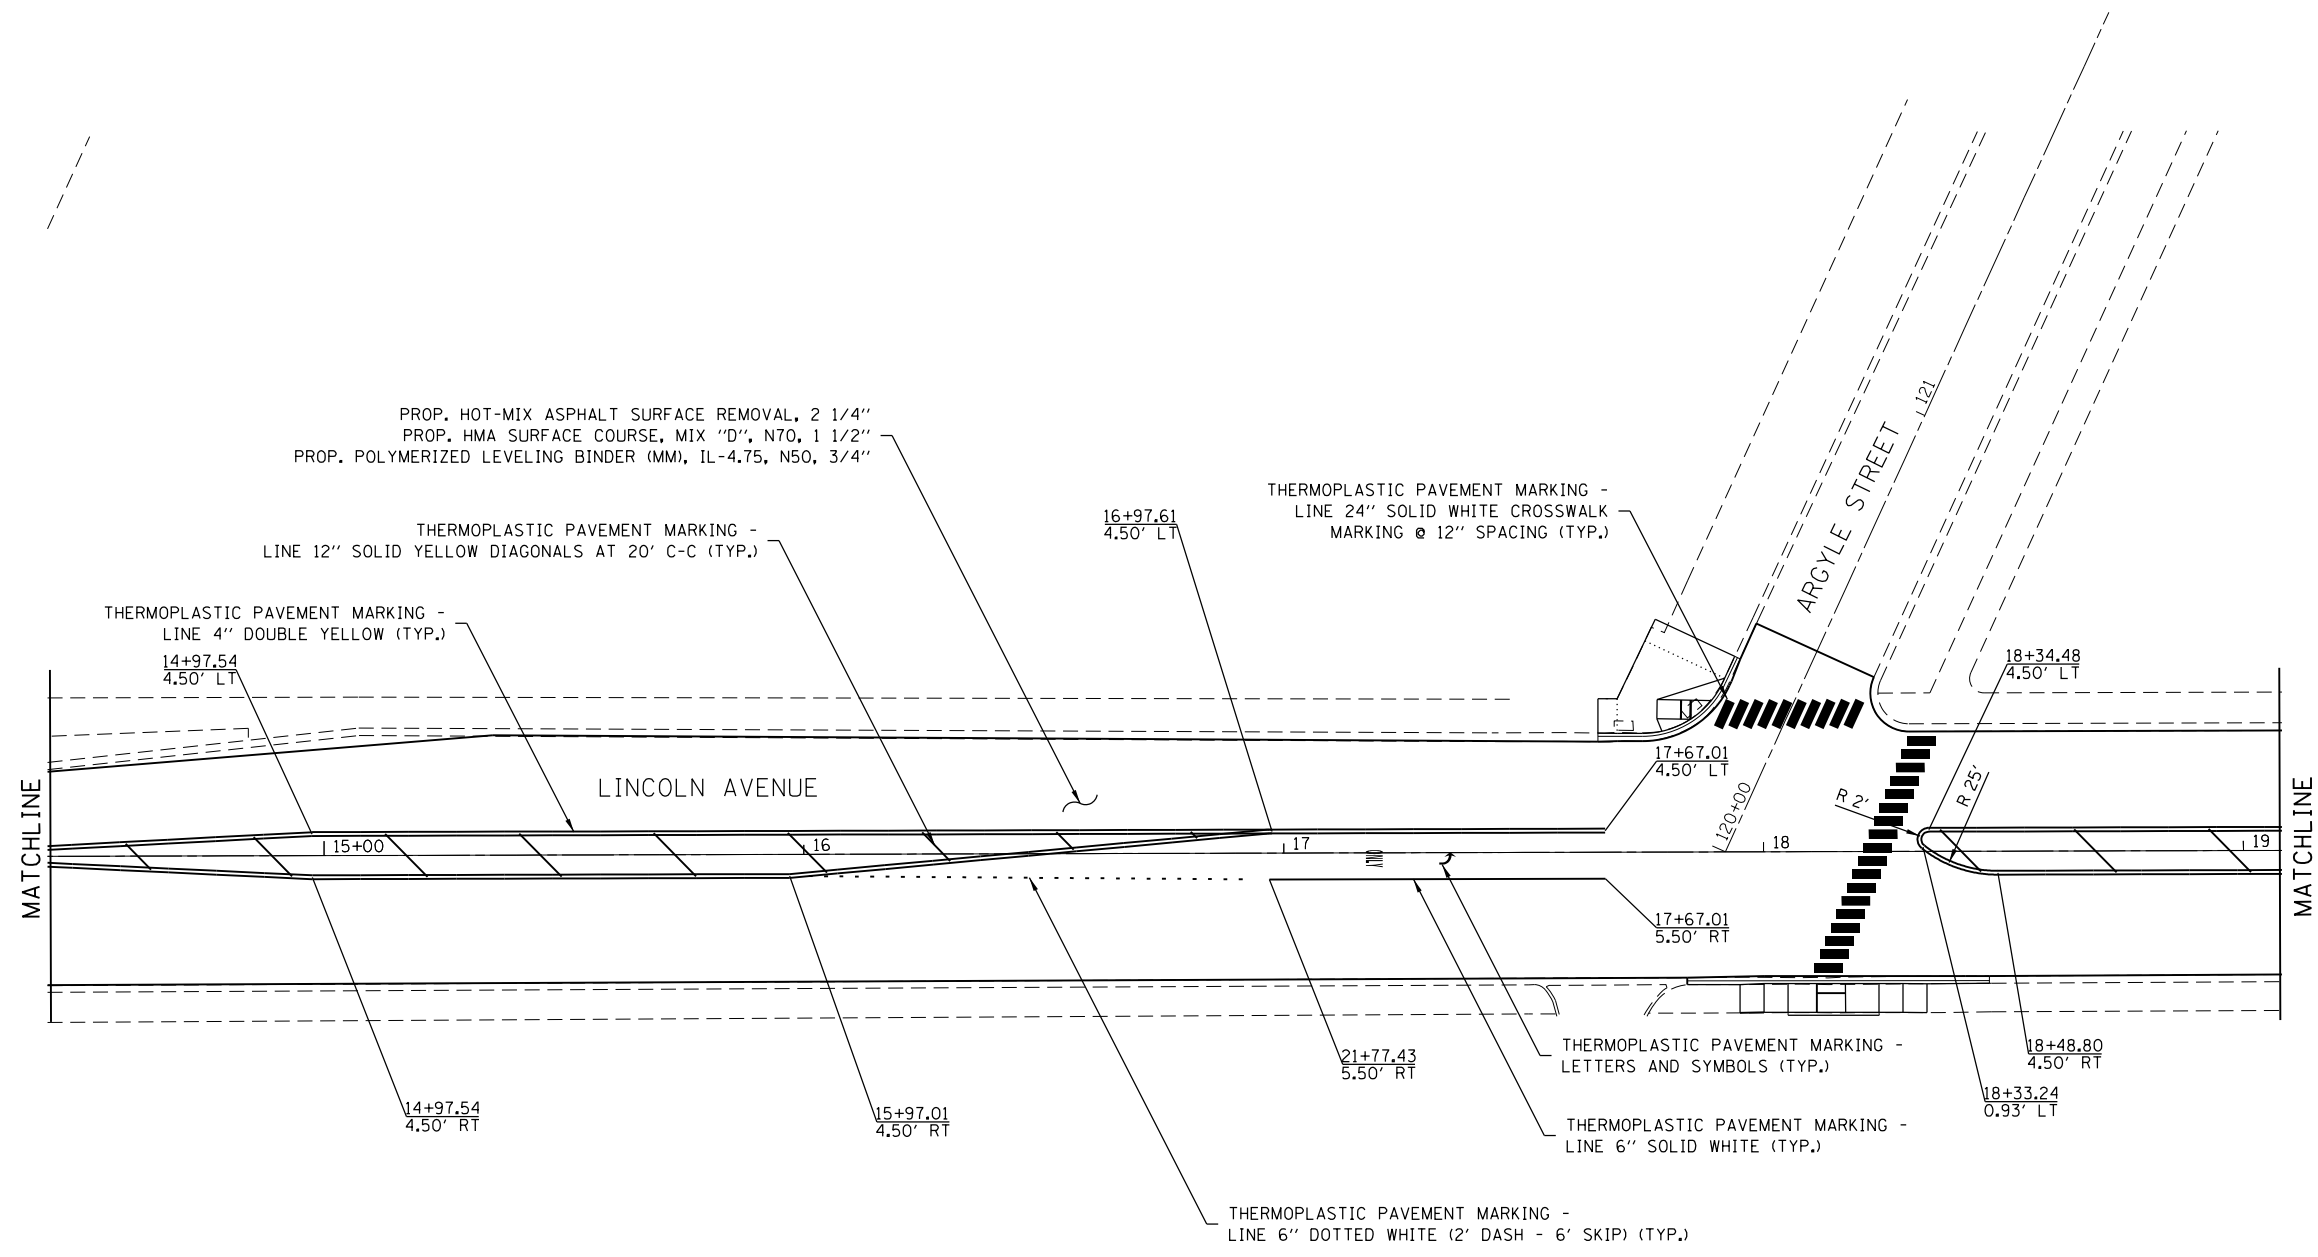 PROP. HOT-MIX ASPHALT SURFACE REMOVAL, 2 1/4''
PROP. HMA SURFACE COURSE, MIX "D", N70, 1 1/2''
PROP. POLYMERIZED LEVELING BINDER (MM), IL-4.75, N50, 3/4''
THERMOPLASTIC PAVEMENT MARKING -
LINE 12'' SOLID YELLOW DIAGONALS AT 20' C-C (TYP.)
THERMOPLASTIC PAVEMENT MARKING -
LINE 4'' DOUBLE YELLOW (TYP.)
14+97.54
4.50' LT
16+97.61
4.50' LT
THERMOPLASTIC PAVEMENT MARKING -
LINE 24'' SOLID WHITE CROSSWALK
MARKING @ 12'' SPACING (TYP.)
ARGYLE STREET
121
120+00
18+34.48
4.50' LT
17+67.01
4.50' LT
R 2'
R 25'
MATCHLINE
LINCOLN AVENUE
15+00
16
17
ONLY
18
19
MATCHLINE
17+67.01
5.50' RT
21+77.43
5.50' RT
THERMOPLASTIC PAVEMENT MARKING -
LETTERS AND SYMBOLS (TYP.)
18+48.80
4.50' RT
18+33.24
0.93' LT
14+97.54
4.50' RT
15+97.01
4.50' RT
THERMOPLASTIC PAVEMENT MARKING -
LINE 6'' SOLID WHITE (TYP.)
THERMOPLASTIC PAVEMENT MARKING -
LINE 6'' DOTTED WHITE (2' DASH - 6' SKIP) (TYP.)